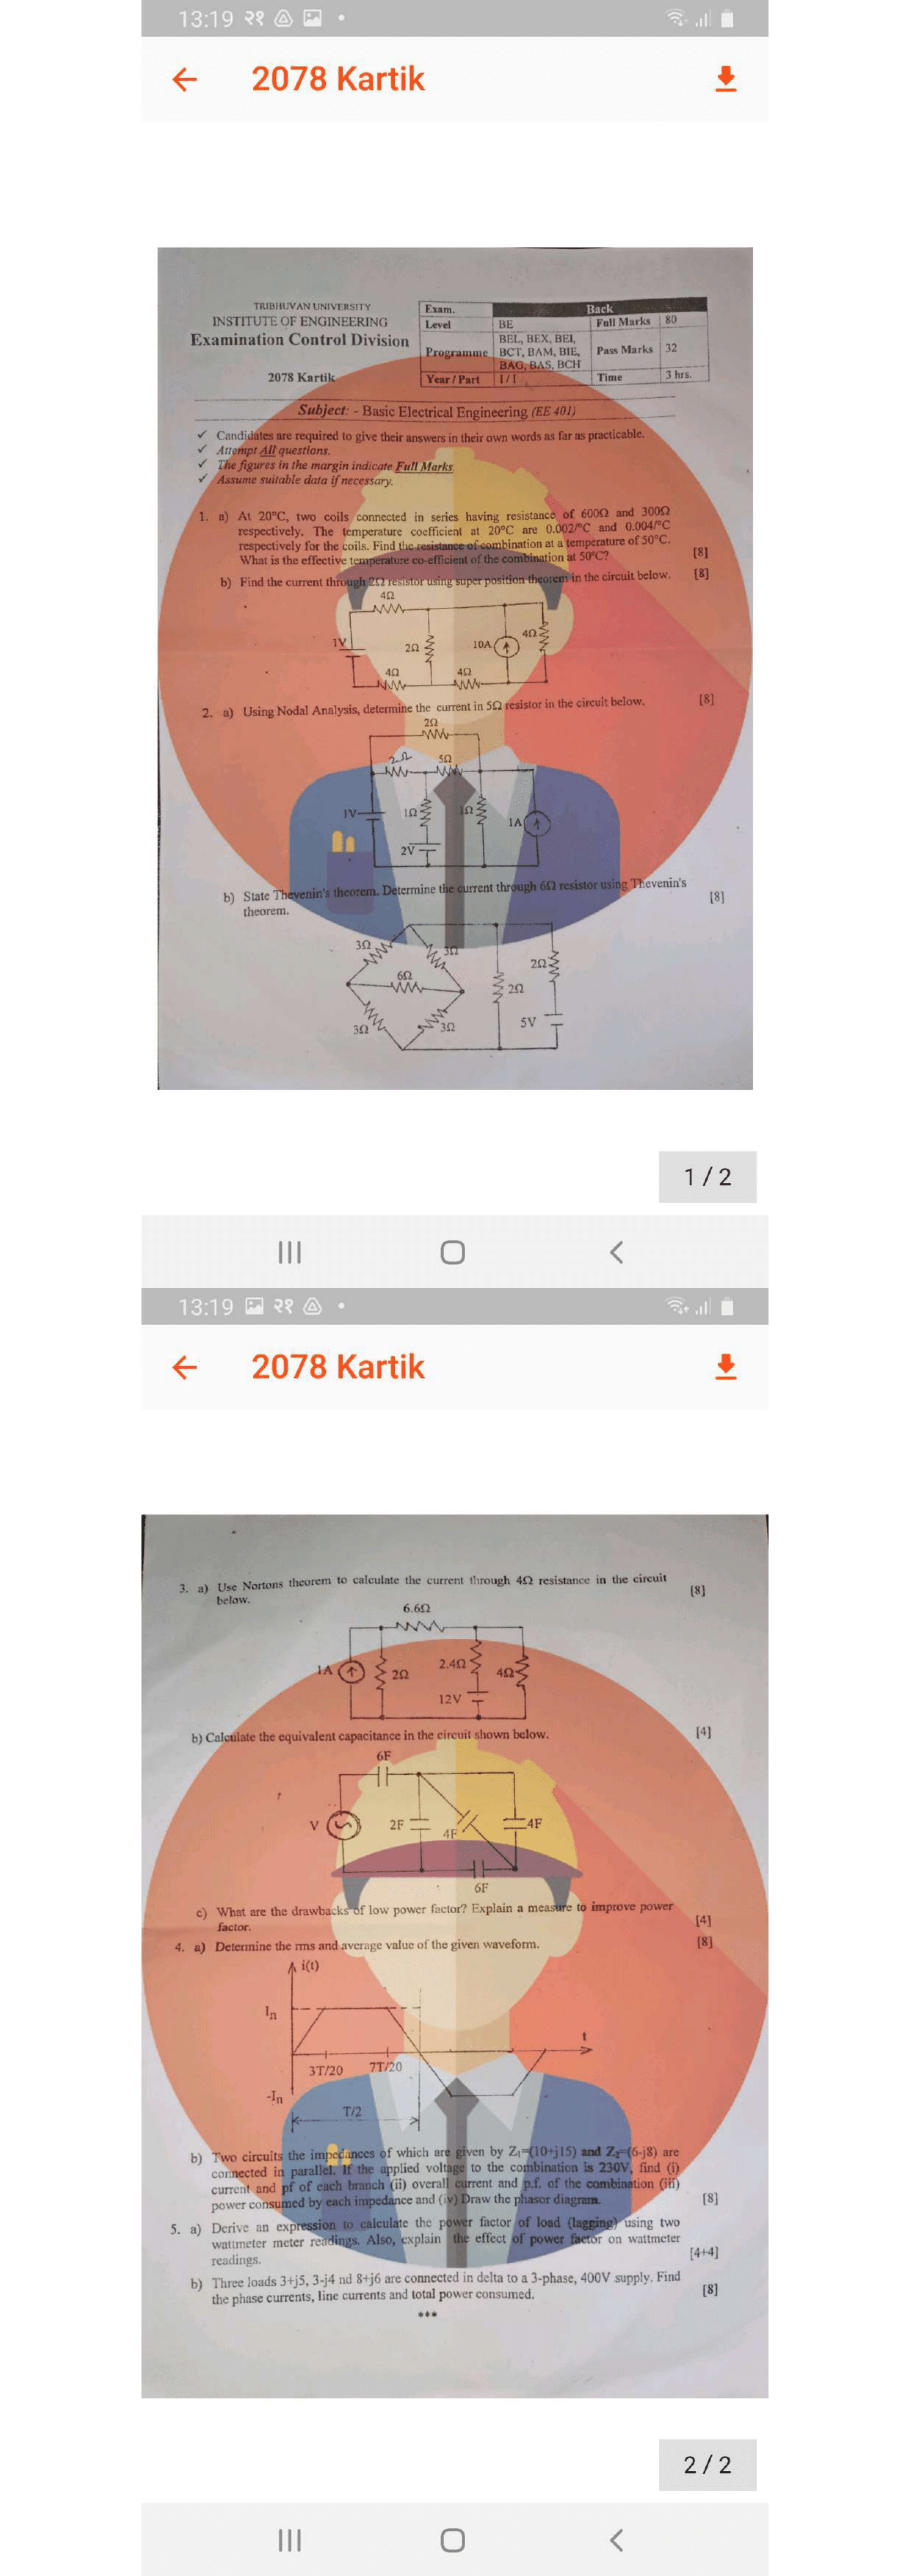 13:19 २१
2078 Kartik
TRIBHUVAN UNIVERSITY
INSTITUTE OF ENGINEERING
Examination Control Division
2078 Kartik
Exam. Back
Level BE Full Marks 80
Programme BEL, BEX, BEI, BCT, BAM, BIE, BAG, BAS, BCH Pass Marks 32
Year / Part I / I Time 3 hrs.
Subject: - Basic Electrical Engineering (EE 401)
✓ Candidates are required to give their answers in their own words as far as practicable.
✓ Attempt All questions.
✓ The figures in the margin indicate Full Marks.
✓ Assume suitable data if necessary.
1. a) At 20°C, two coils connected in series having resistance of 600Ω and 300Ω
respectively. The temperature coefficient at 20°C are 0.002/°C and 0.004/°C
respectively for the coils. Find the resistance of combination at a temperature of 50°C.
What is the effective temperature co-efficient of the combination at 50°C? [8]
b) Find the current through 2Ω resistor using super position theorem in the circuit below. [8]
4Ω
1V
2Ω
10A
4Ω
4Ω
4Ω
2. a) Using Nodal Analysis, determine the current in 5Ω resistor in the circuit below. [8]
2Ω
2Ω
5Ω
1V
1Ω
1Ω
1A
2V
b) State Thevenin's theorem. Determine the current through 6Ω resistor using Thevenin's [8]
theorem.
3Ω
3Ω
2Ω
6Ω
2Ω
3Ω
3Ω
5V
1 / 2
13:19 २१
2078 Kartik
3. a) Use Nortons theorem to calculate the current through 4Ω resistance in the circuit [8]
below.
6.6Ω
1A
2Ω
2.4Ω
4Ω
12V
b) Calculate the equivalent capacitance in the circuit shown below. [4]
6F
V
2F
4F
4F
6F
c) What are the drawbacks of low power factor? Explain a measure to improve power
factor. [4]
4. a) Determine the rms and average value of the given waveform. [8]
i(t)
In
t
3T/20
7T/20
-In
T/2
b) Two circuits the impedances of which are given by Z₁=(10+j15) and Z₂=(6-j8) are
connected in parallel. If the applied voltage to the combination is 230V, find (i)
current and pf of each branch (ii) overall current and p.f. of the combination (iii)
power consumed by each impedance and (iv) Draw the phasor diagram. [8]
5. a) Derive an expression to calculate the power factor of load (lagging) using two
wattmeter meter readings. Also, explain the effect of power factor on wattmeter
readings. [4+4]
b) Three loads 3+j5, 3-j4 nd 8+j6 are connected in delta to a 3-phase, 400V supply. Find
the phase currents, line currents and total power consumed. [8]
***
2 / 2